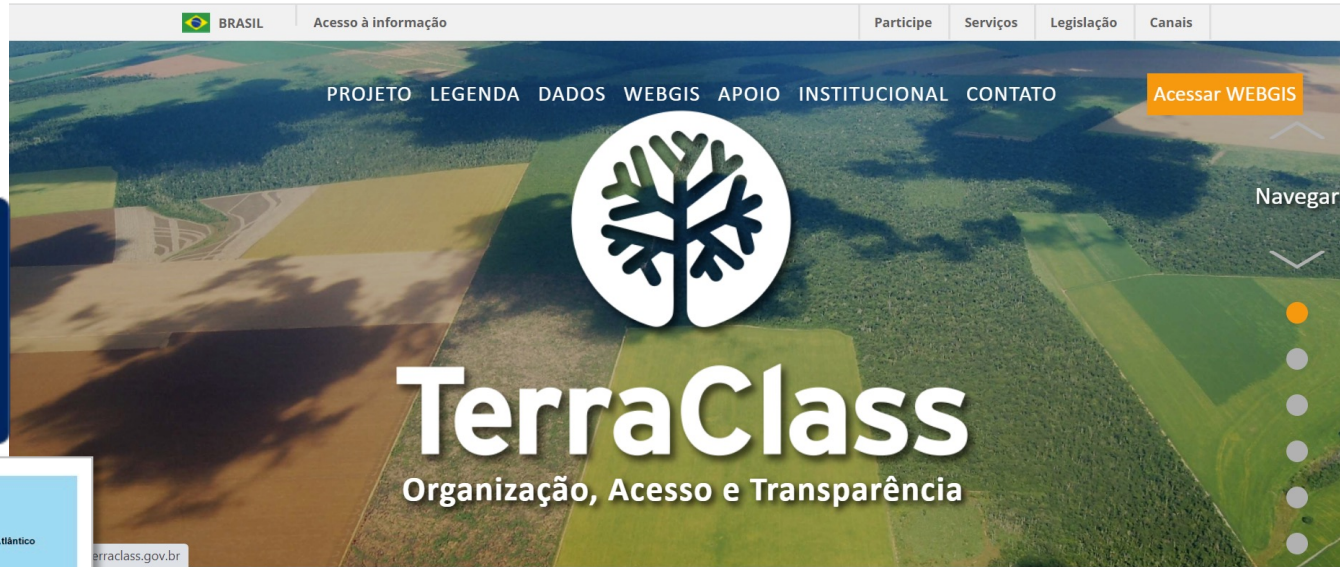 BRASIL Acesso à informação Participe Serviços Legislação Canais
PROJETO LEGENDA DADOS WEBGIS APOIO INSTITUCIONAL CONTATO Acessar WEBGIS
Navegar
TerraClass
Organização, Acesso e Transparência
tlântico
erraclass.gov.br